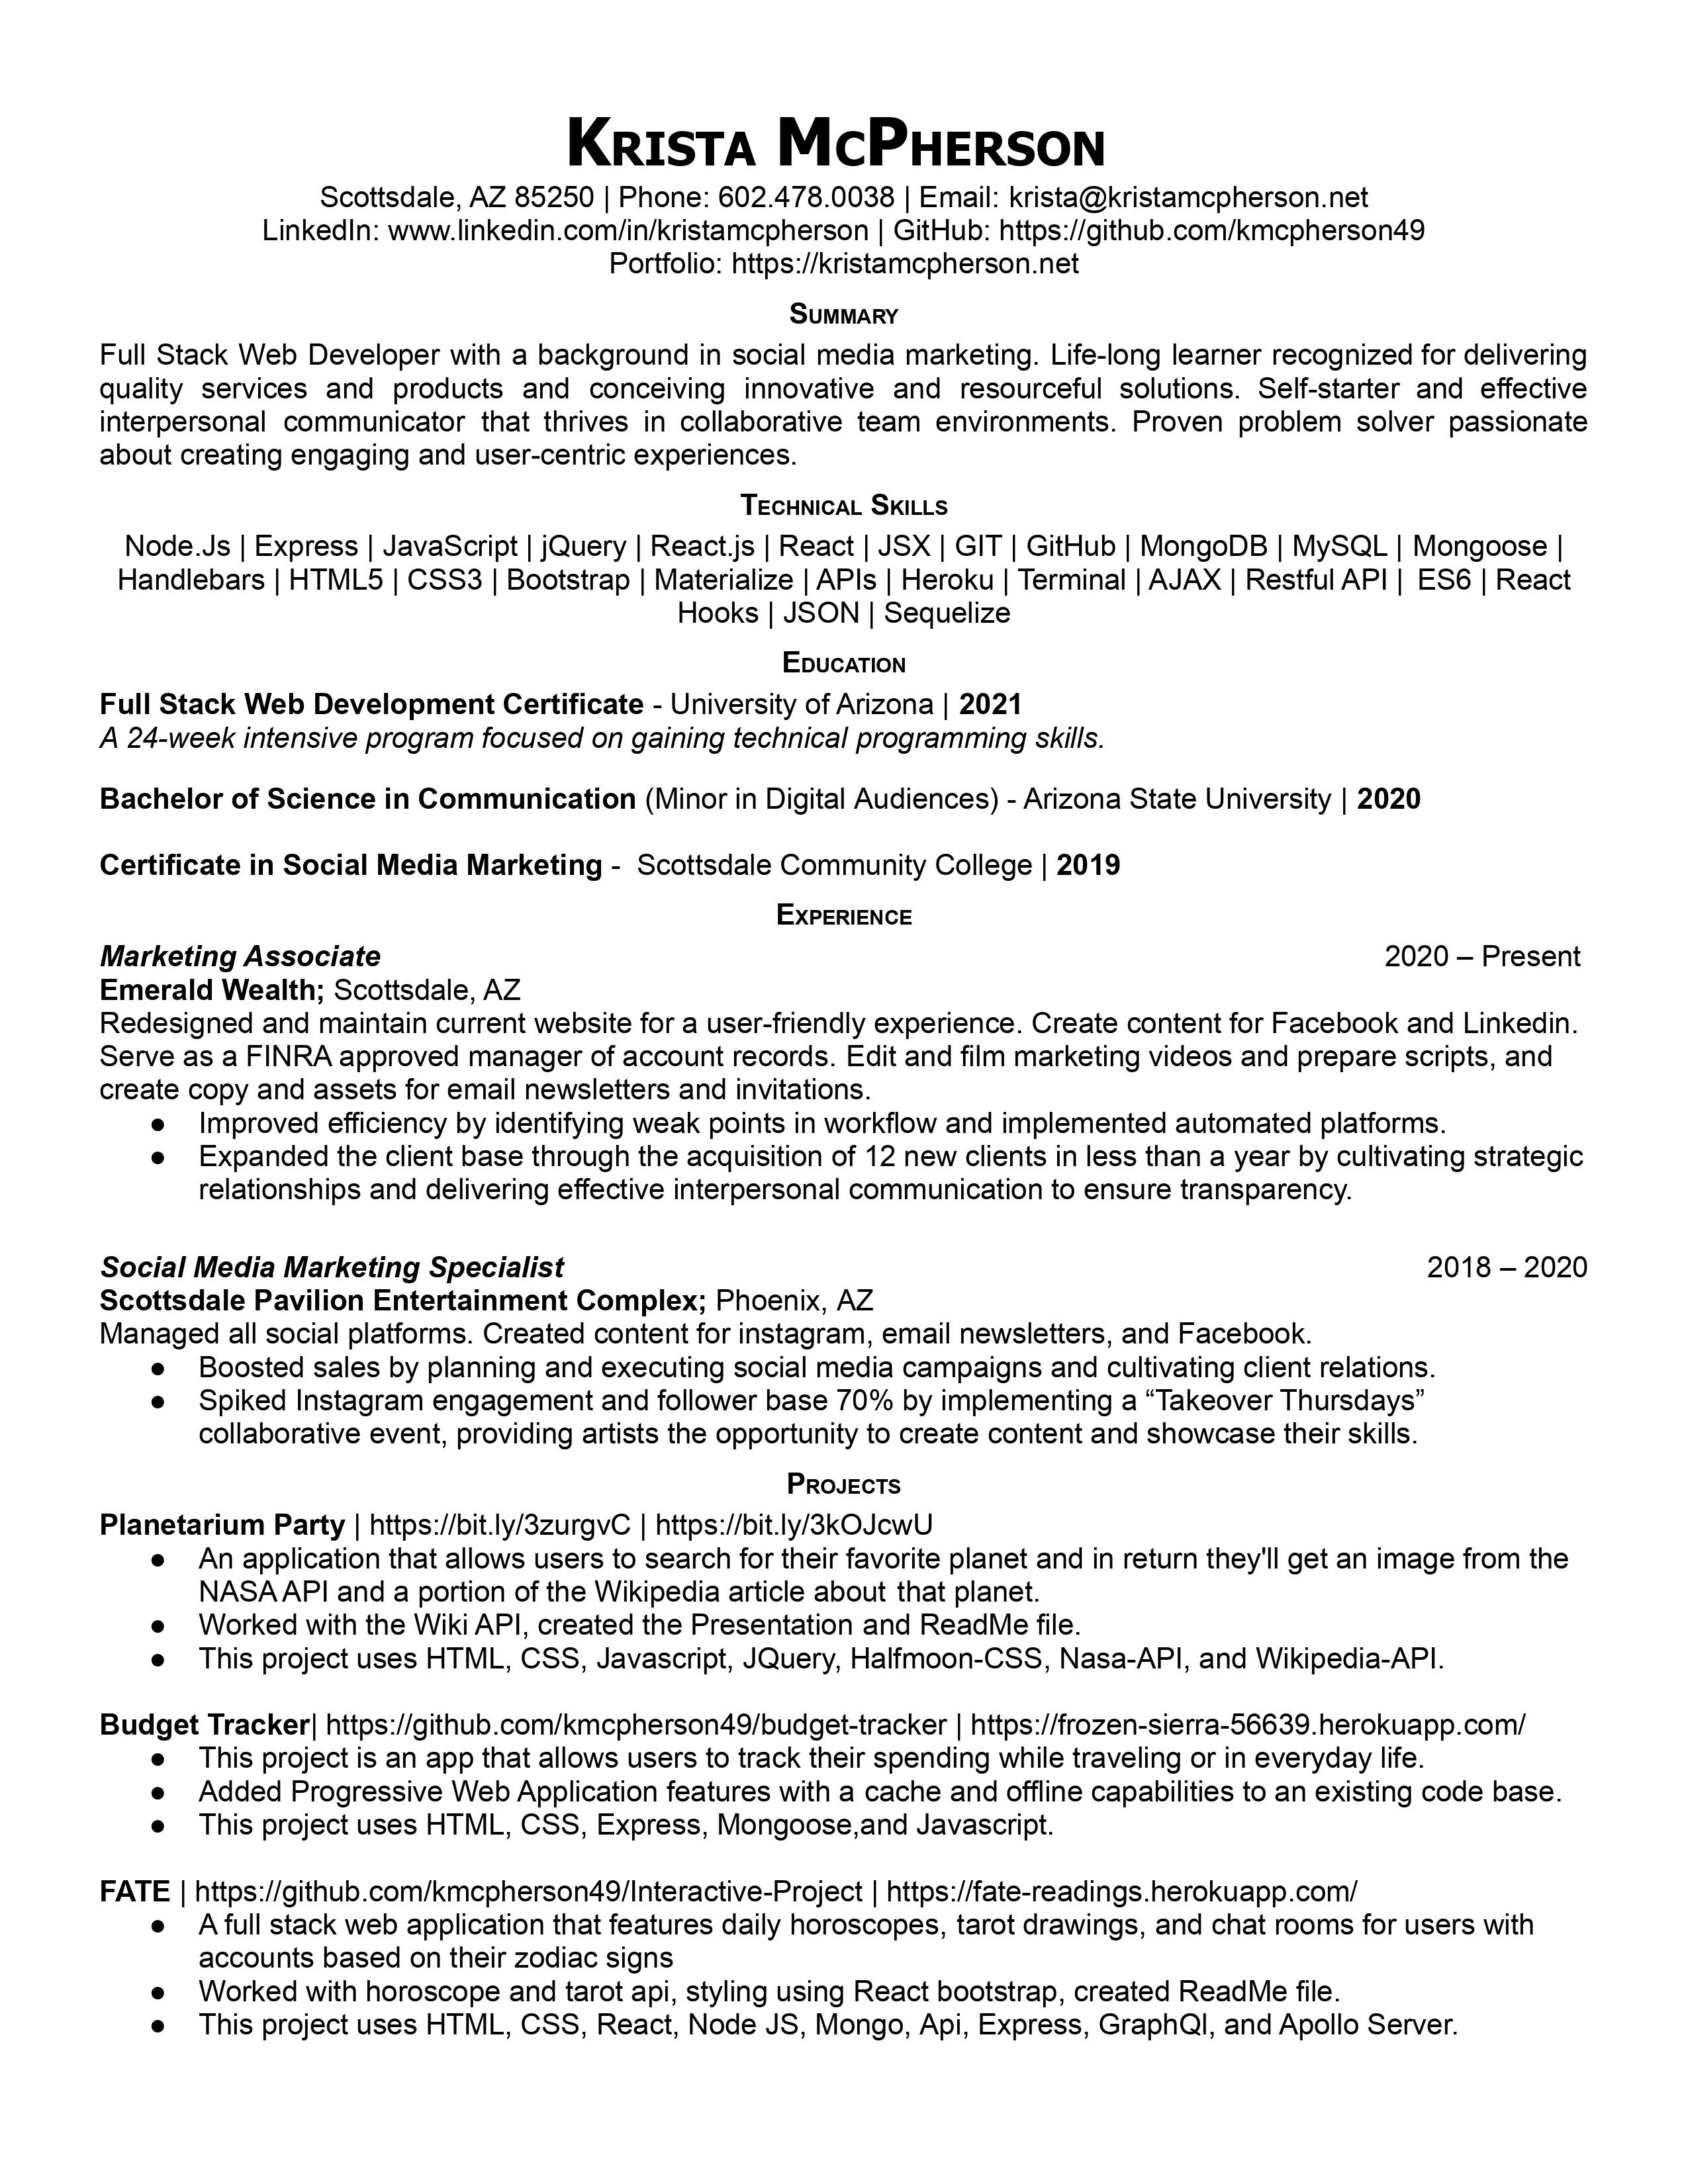 Krista McPherson
Scottsdale, AZ 85250 | Phone: 602.478.0038 | Email: krista@kristamcpherson.net
LinkedIn: www.linkedin.com/in/kristamcpherson | GitHub: https://github.com/kmcpherson49
Portfolio: https://kristamcpherson.net
Summary
Full Stack Web Developer with a background in social media marketing. Life-long learner recognized for delivering
quality services and products and conceiving innovative and resourceful solutions. Self-starter and effective
interpersonal communicator that thrives in collaborative team environments. Proven problem solver passionate
about creating engaging and user-centric experiences.
Technical Skills
Node.Js | Express | JavaScript | jQuery | React.js | React | JSX | GIT | GitHub | MongoDB | MySQL | Mongoose |
Handlebars | HTML5 | CSS3 | Bootstrap | Materialize | APIs | Heroku | Terminal | AJAX | Restful API | ES6 | React
Hooks | JSON | Sequelize
Education
Full Stack Web Development Certificate - University of Arizona | 2021
A 24-week intensive program focused on gaining technical programming skills.
Bachelor of Science in Communication (Minor in Digital Audiences) - Arizona State University | 2020
Certificate in Social Media Marketing - Scottsdale Community College | 2019
Experience
Marketing Associate 2020 – Present
Emerald Wealth; Scottsdale, AZ
Redesigned and maintain current website for a user-friendly experience. Create content for Facebook and Linkedin.
Serve as a FINRA approved manager of account records. Edit and film marketing videos and prepare scripts, and
create copy and assets for email newsletters and invitations.
● Improved efficiency by identifying weak points in workflow and implemented automated platforms.
● Expanded the client base through the acquisition of 12 new clients in less than a year by cultivating strategic
relationships and delivering effective interpersonal communication to ensure transparency.
Social Media Marketing Specialist 2018 – 2020
Scottsdale Pavilion Entertainment Complex; Phoenix, AZ
Managed all social platforms. Created content for instagram, email newsletters, and Facebook.
● Boosted sales by planning and executing social media campaigns and cultivating client relations.
● Spiked Instagram engagement and follower base 70% by implementing a “Takeover Thursdays”
collaborative event, providing artists the opportunity to create content and showcase their skills.
Projects
Planetarium Party | https://bit.ly/3zurgvC | https://bit.ly/3kOJcwU
● An application that allows users to search for their favorite planet and in return they'll get an image from the
NASA API and a portion of the Wikipedia article about that planet.
● Worked with the Wiki API, created the Presentation and ReadMe file.
● This project uses HTML, CSS, Javascript, JQuery, Halfmoon-CSS, Nasa-API, and Wikipedia-API.
Budget Tracker| https://github.com/kmcpherson49/budget-tracker | https://frozen-sierra-56639.herokuapp.com/
● This project is an app that allows users to track their spending while traveling or in everyday life.
● Added Progressive Web Application features with a cache and offline capabilities to an existing code base.
● This project uses HTML, CSS, Express, Mongoose,and Javascript.
FATE | https://github.com/kmcpherson49/Interactive-Project | https://fate-readings.herokuapp.com/
● A full stack web application that features daily horoscopes, tarot drawings, and chat rooms for users with
accounts based on their zodiac signs
● Worked with horoscope and tarot api, styling using React bootstrap, created ReadMe file.
● This project uses HTML, CSS, React, Node JS, Mongo, Api, Express, GraphQl, and Apollo Server.